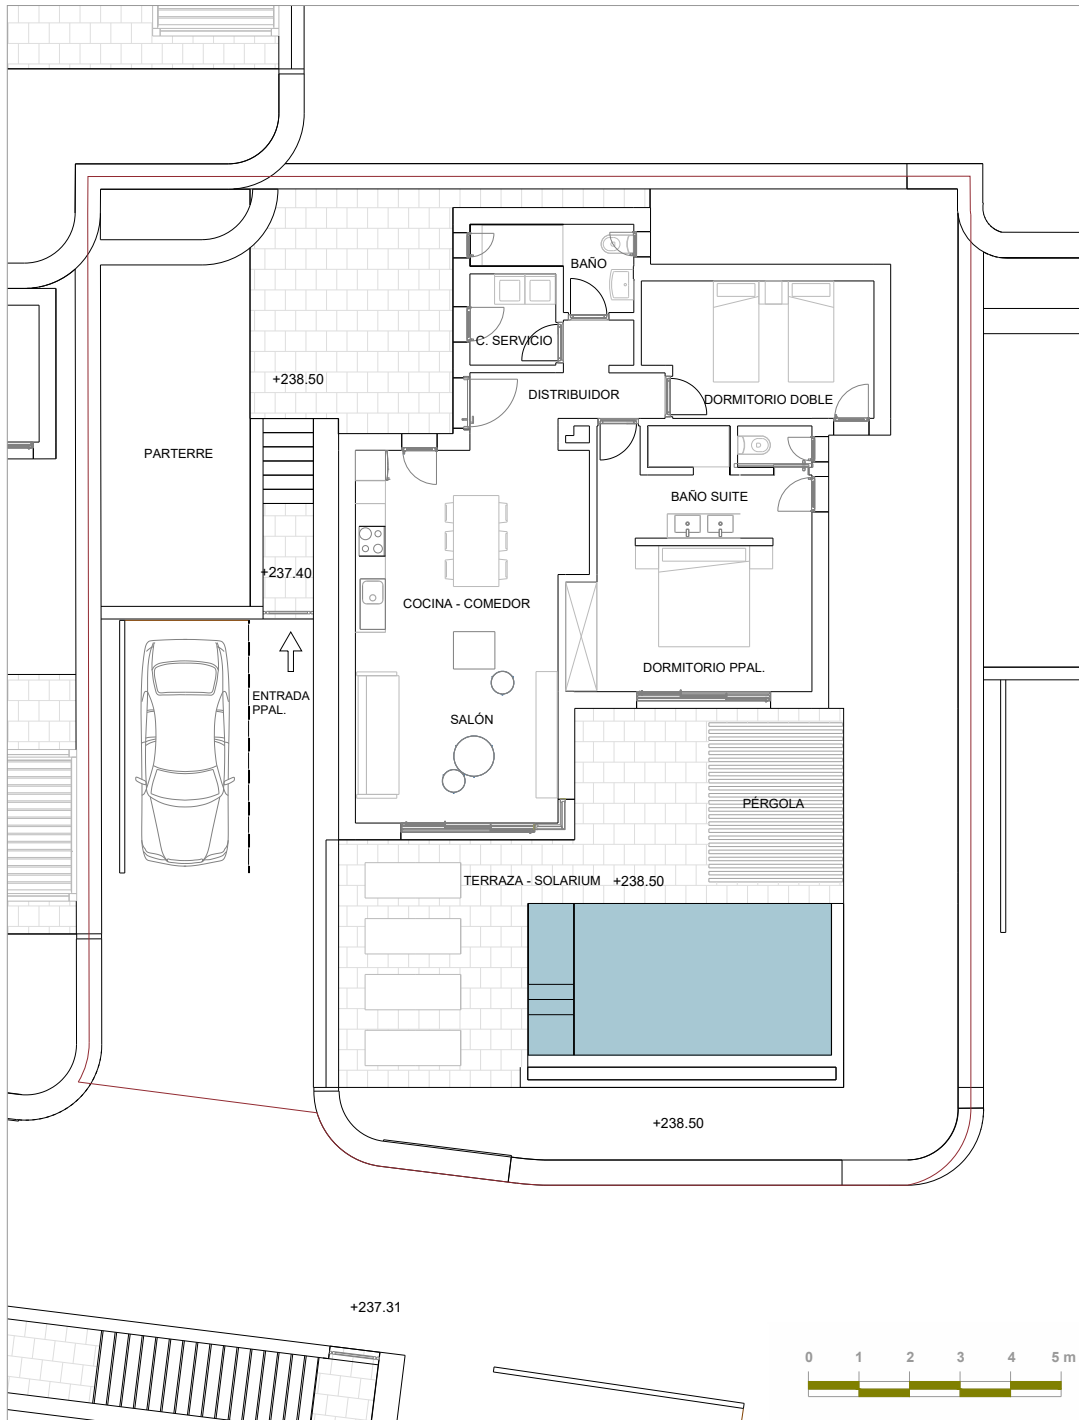 BAÑO
C. SERVICIO
+238.50
DISTRIBUIDOR
DORMITORIO DOBLE
PARTERRE
BAÑO SUITE
+237.40
COCINA - COMEDOR
DORMITORIO PPAL.
ENTRADA
PPAL.
SALÓN
PÉRGOLA
TERRAZA - SOLARIUM +238.50
+238.50
+237.31
0 1 2 3 4 5 m